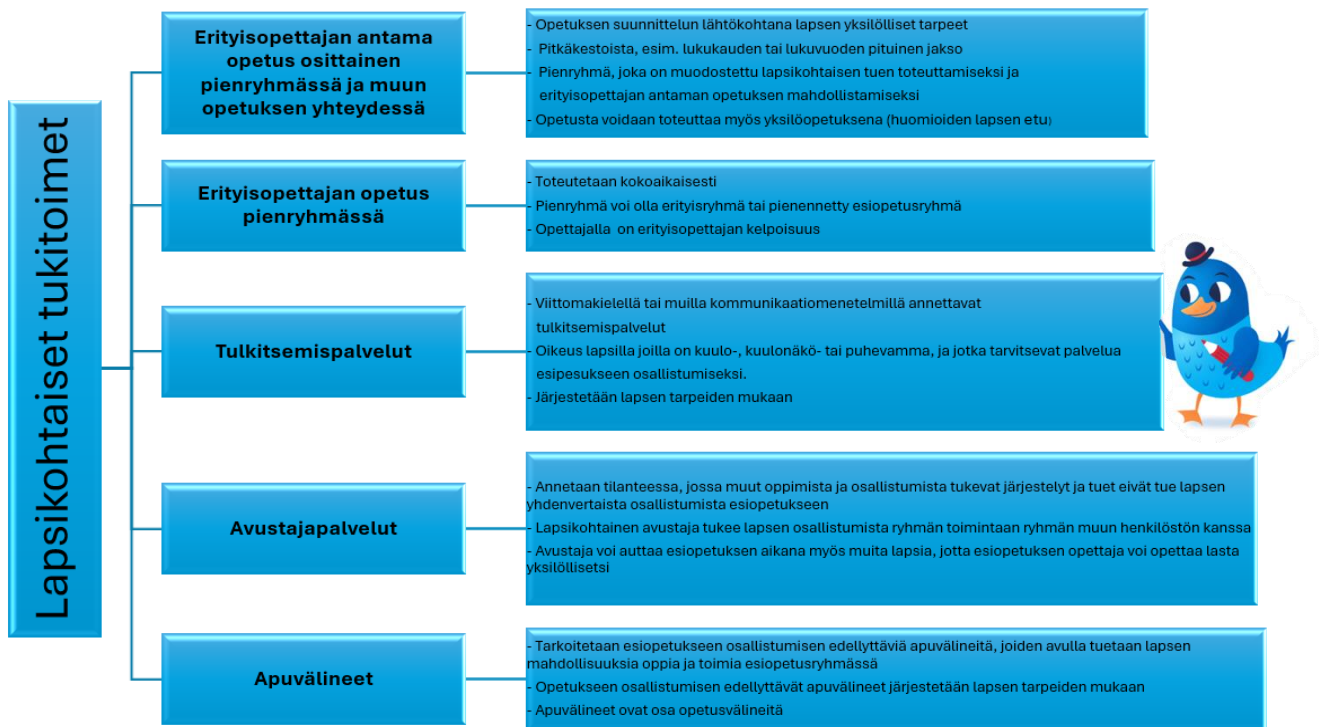 Lapsikohtaiset tukitoimet
Erityisopettajan antama
opetus osittainen
pienryhmässä ja muun
opetuksen yhteydessä
- Opetuksen suunnittelun lähtökohtana lapsen yksilölliset tarpeet
- Pitkäkestoista, esim. lukukauden tai lukuvuoden pituinen jakso
- Pienryhmä, joka on muodostettu lapsikohtaisen tuen toteuttamiseksi ja
erityisopettajan antaman opetuksen mahdollistamiseksi
- Opetusta voidaan toteuttaa myös yksilöopetuksena (huomioiden lapsen etu)
Erityisopettajan opetus
pienryhmässä
- Toteutetaan kokoaikaisesti
- Pienryhmä voi olla erityisryhmä tai pienennetty esiopetusryhmä
- Opettajalla on erityisopettajan kelpoisuus
Tulkitsemispalvelut
- Viittomakielellä tai muilla kommunikaatiomenetelmillä annettavat
tulkitsemispalvelut
- Oikeus lapsilla joilla on kuulo-, kuulonäkö- tai puhevamma, ja jotka tarvitsevat palvelua
esipesukseen osallistumiseksi.
- Järjestetään lapsen tarpeiden mukaan
Avustajapalvelut
- Annetaan tilanteessa, jossa muut oppimista ja osallistumista tukevat järjestelyt ja tuet eivät tue lapsen
yhdenvertaista osallistumista esiopetukseen
- Lapsikohtainen avustaja tukee lapsen osallistumista ryhmän toimintaan ryhmän muun henkilöstön kanssa
- Avustaja voi auttaa esiopetuksen aikana myös muita lapsia, jotta esiopetuksen opettaja voi opettaa lasta
yksilöllisetsi
Apuvälineet
- Tarkoitetaan esiopetukseen osallistumisen edellyttäviä apuvälineitä, joiden avulla tuetaan lapsen
mahdollisuuksia oppia ja toimia esiopetusryhmässä
- Opetukseen osallistumisen edellyttävät apuvälineet järjestetään lapsen tarpeiden mukaan
- Apuvälineet ovat osa opetusvälineitä